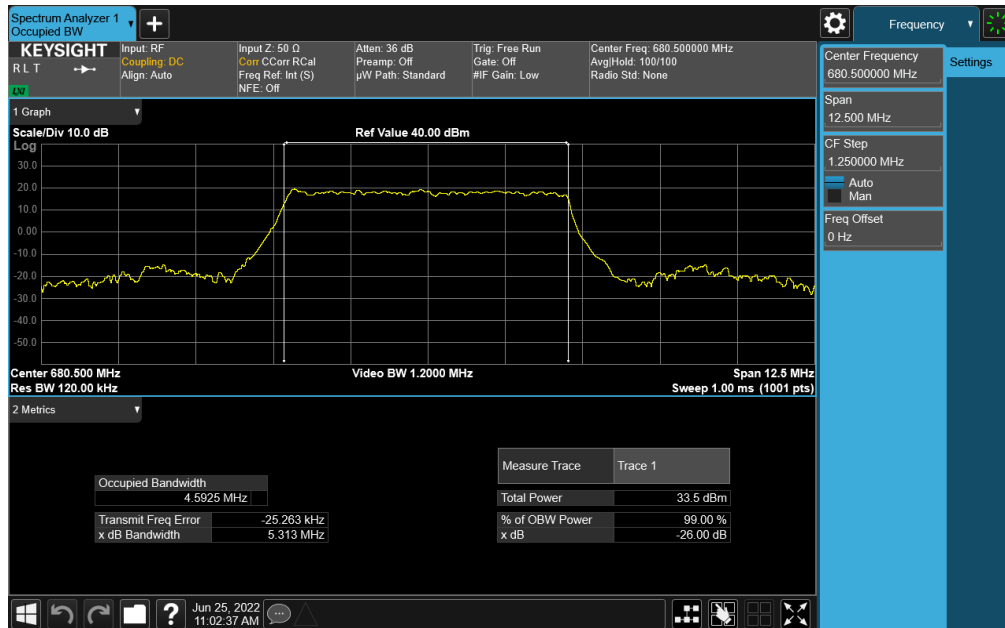 Spectrum Analyzer 1
Occupied BW
Frequency
KEYSIGHT
R L T
LXI
Input: RF
Coupling: DC
Align: Auto
Input Z: 50 Ω
Corr CCorr RCal
Freq Ref: Int (S)
NFE: Off
Atten: 36 dB
Preamp: Off
µW Path: Standard
Trig: Free Run
Gate: Off
#IF Gain: Low
Center Freq: 680.500000 MHz
Avg|Hold: 100/100
Radio Std: None
Center Frequency
680.500000 MHz
Settings
Span
12.500 MHz
CF Step
1.250000 MHz
Auto
Man
Freq Offset
0 Hz
1 Graph
Scale/Div 10.0 dB
Ref Value 40.00 dBm
Log
30.0
20.0
10.0
0.00
-10.0
-20.0
-30.0
-40.0
-50.0
Center 680.500 MHz
Video BW 1.2000 MHz
Span 12.5 MHz
Res BW 120.00 kHz
Sweep 1.00 ms (1001 pts)
2 Metrics
Measure Trace
Trace 1
Occupied Bandwidth
4.5925 MHz
Total Power
33.5 dBm
Transmit Freq Error
-25.263 kHz
% of OBW Power
99.00 %
x dB Bandwidth
5.313 MHz
x dB
-26.00 dB
?
Jun 25, 2022
11:02:37 AM